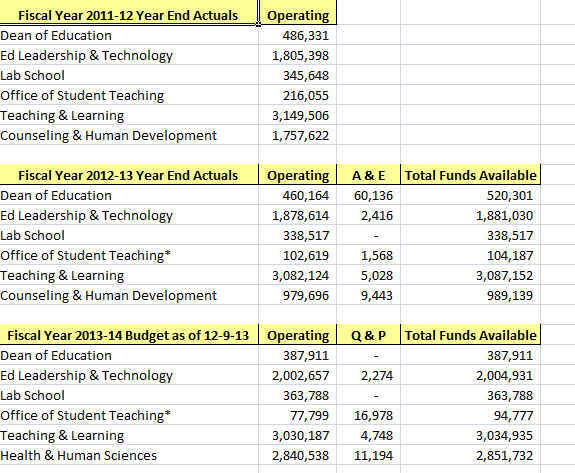 Fiscal Year 2011-12 Year End Actuals Operating
Dean of Education 486,331
Ed Leadership & Technology 1,805,398
Lab School 345,648
Office of Student Teaching 216,055
Teaching & Learning 3,149,506
Counseling & Human Development 1,757,622
Fiscal Year 2012-13 Year End Actuals Operating A & E Total Funds Available
Dean of Education 460,164 60,136 520,301
Ed Leadership & Technology 1,878,614 2,416 1,881,030
Lab School 338,517 - 338,517
Office of Student Teaching* 102,619 1,568 104,187
Teaching & Learning 3,082,124 5,028 3,087,152
Counseling & Human Development 979,696 9,443 989,139
Fiscal Year 2013-14 Budget as of 12-9-13 Operating Q & P Total Funds Available
Dean of Education 387,911 - 387,911
Ed Leadership & Technology 2,002,657 2,274 2,004,931
Lab School 363,788 - 363,788
Office of Student Teaching* 77,799 16,978 94,777
Teaching & Learning 3,030,187 4,748 3,034,935
Health & Human Sciences 2,840,538 11,194 2,851,732